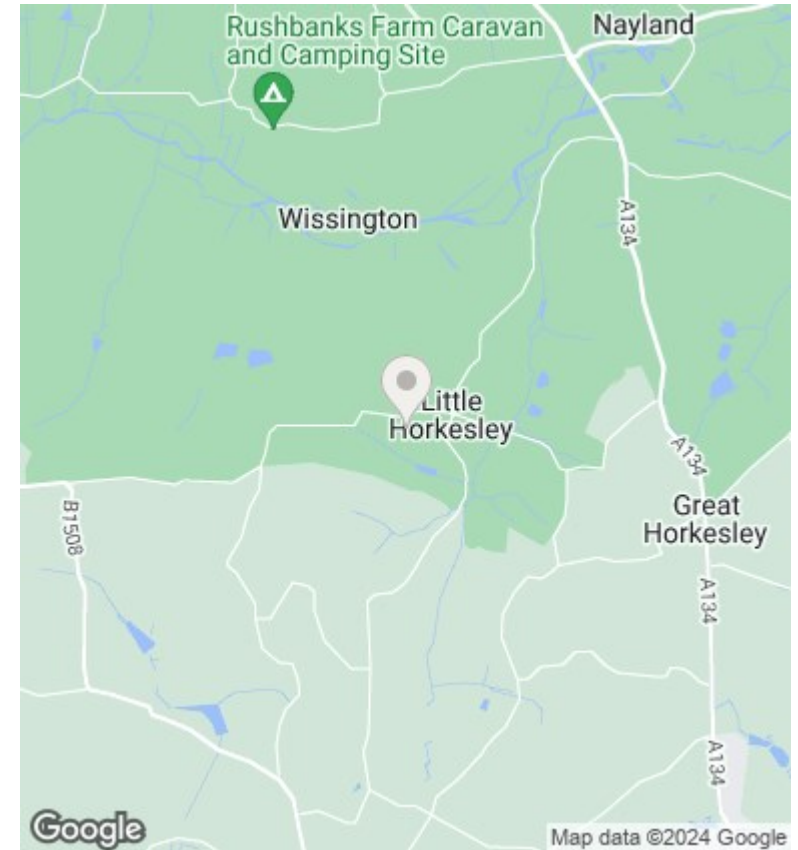 Rushbanks Farm Caravan
and Camping Site
Nayland
Wissington
A134
Little
Horkesley
A134
Great
Horkesley
B1508
A134
A134
Google
Map data ©2024 Google